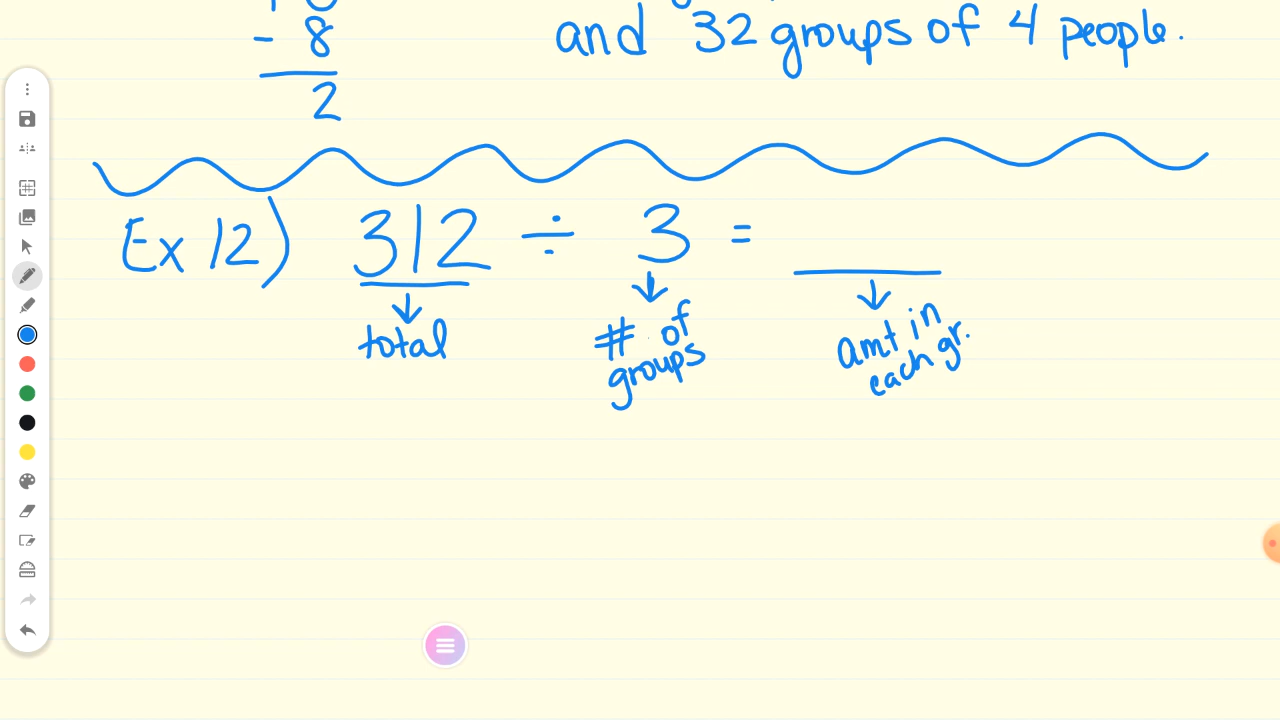 - 8
and 32 groups of 4 people.
2
Ex 12) 312 ÷ 3 =
total
# of
groups
amt in
each gr.